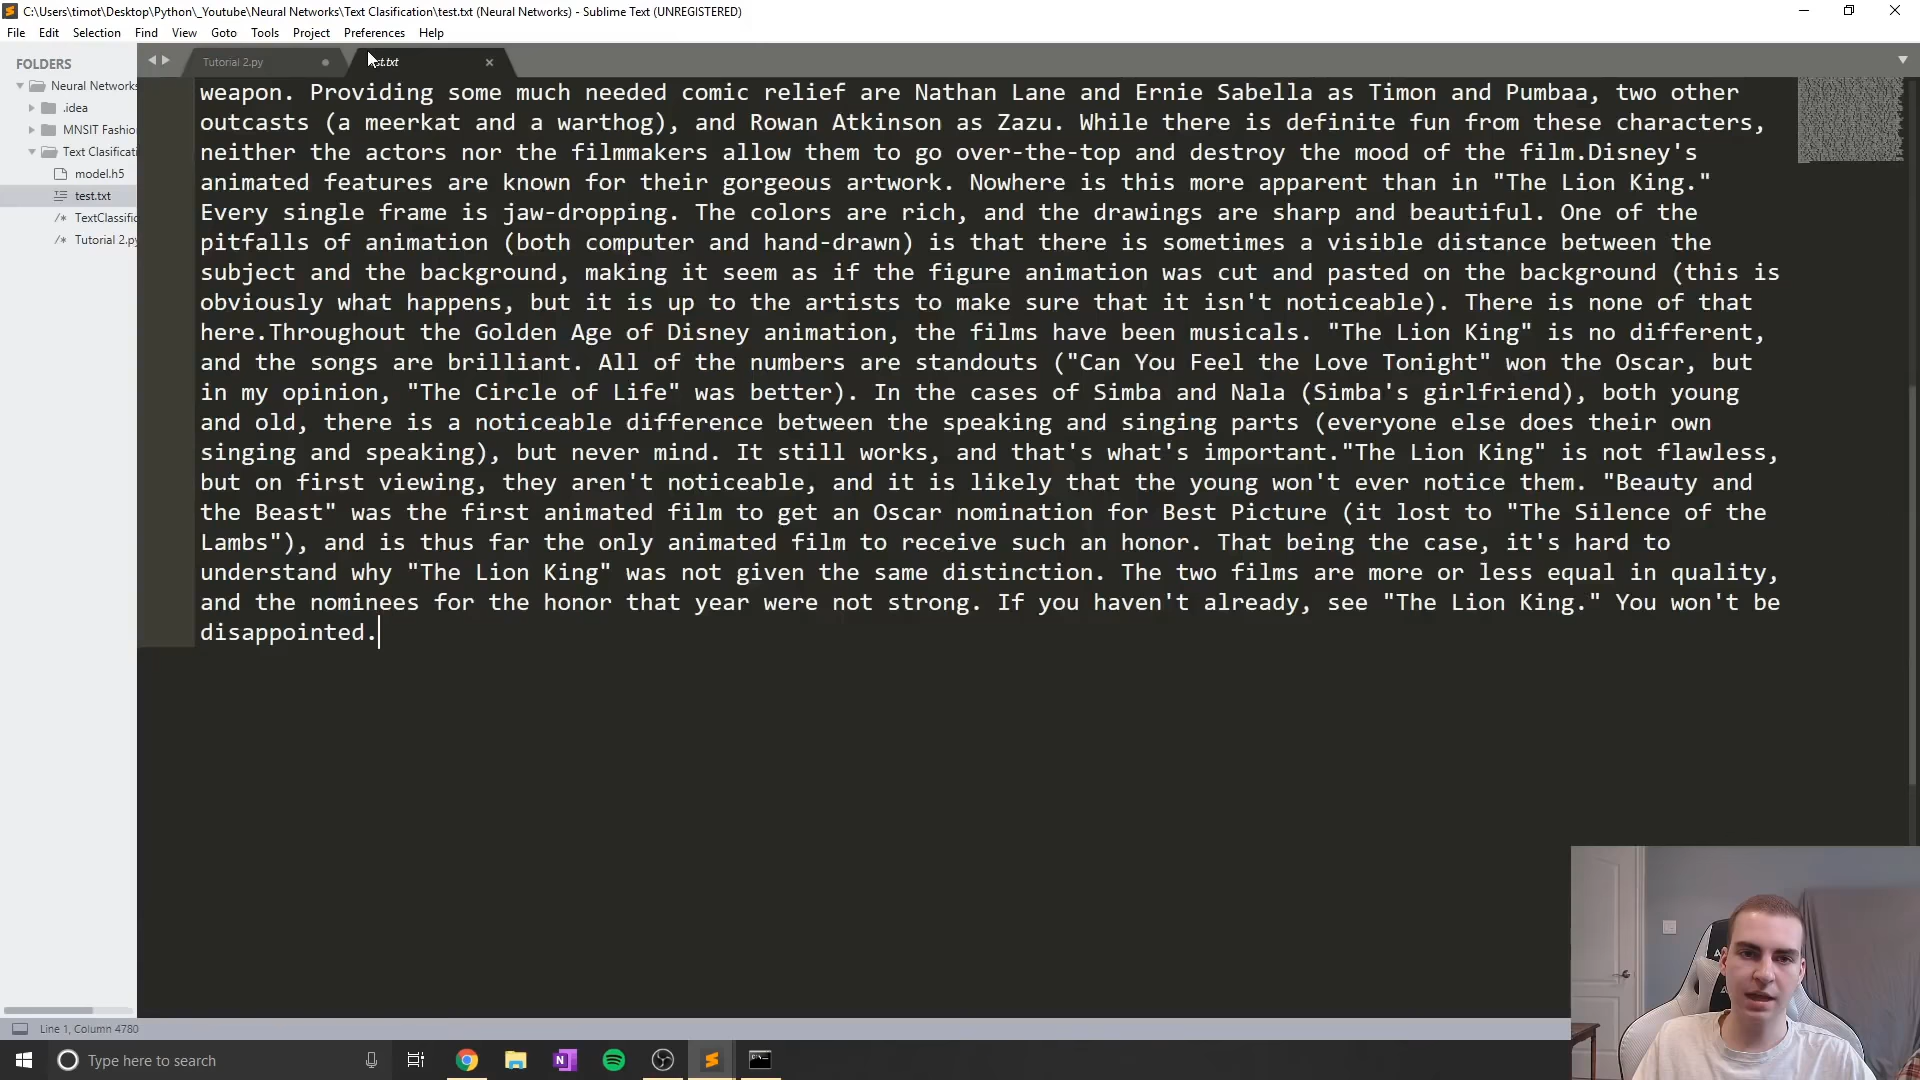 C:\Users\timot\Desktop\Python\_Youtube\Neural Networks\Text Clasification\test.txt (Neural Networks) - Sublime Text (UNREGISTERED)
File Edit Selection Find View Goto Tools Project Preferences Help
FOLDERS
Neural Networks
.idea
MNSIT Fashio
Text Clasificati
model.h5
test.txt
TextClassific
Tutorial 2.py
Tutorial 2.py
st.txt
weapon. Providing some much needed comic relief are Nathan Lane and Ernie Sabella as Timon and Pumbaa, two other
outcasts (a meerkat and a warthog), and Rowan Atkinson as Zazu. While there is definite fun from these characters,
neither the actors nor the filmmakers allow them to go over-the-top and destroy the mood of the film.Disney's
animated features are known for their gorgeous artwork. Nowhere is this more apparent than in "The Lion King."
Every single frame is jaw-dropping. The colors are rich, and the drawings are sharp and beautiful. One of the
pitfalls of animation (both computer and hand-drawn) is that there is sometimes a visible distance between the
subject and the background, making it seem as if the figure animation was cut and pasted on the background (this is
obviously what happens, but it is up to the artists to make sure that it isn't noticeable). There is none of that
here.Throughout the Golden Age of Disney animation, the films have been musicals. "The Lion King" is no different,
and the songs are brilliant. All of the numbers are standouts ("Can You Feel the Love Tonight" won the Oscar, but
in my opinion, "The Circle of Life" was better). In the cases of Simba and Nala (Simba's girlfriend), both young
and old, there is a noticeable difference between the speaking and singing parts (everyone else does their own
singing and speaking), but never mind. It still works, and that's what's important."The Lion King" is not flawless,
but on first viewing, they aren't noticeable, and it is likely that the young won't ever notice them. "Beauty and
the Beast" was the first animated film to get an Oscar nomination for Best Picture (it lost to "The Silence of the
Lambs"), and is thus far the only animated film to receive such an honor. That being the case, it's hard to
understand why "The Lion King" was not given the same distinction. The two films are more or less equal in quality,
and the nominees for the honor that year were not strong. If you haven't already, see "The Lion King." You won't be
disappointed.
Line 1, Column 4780
Type here to search